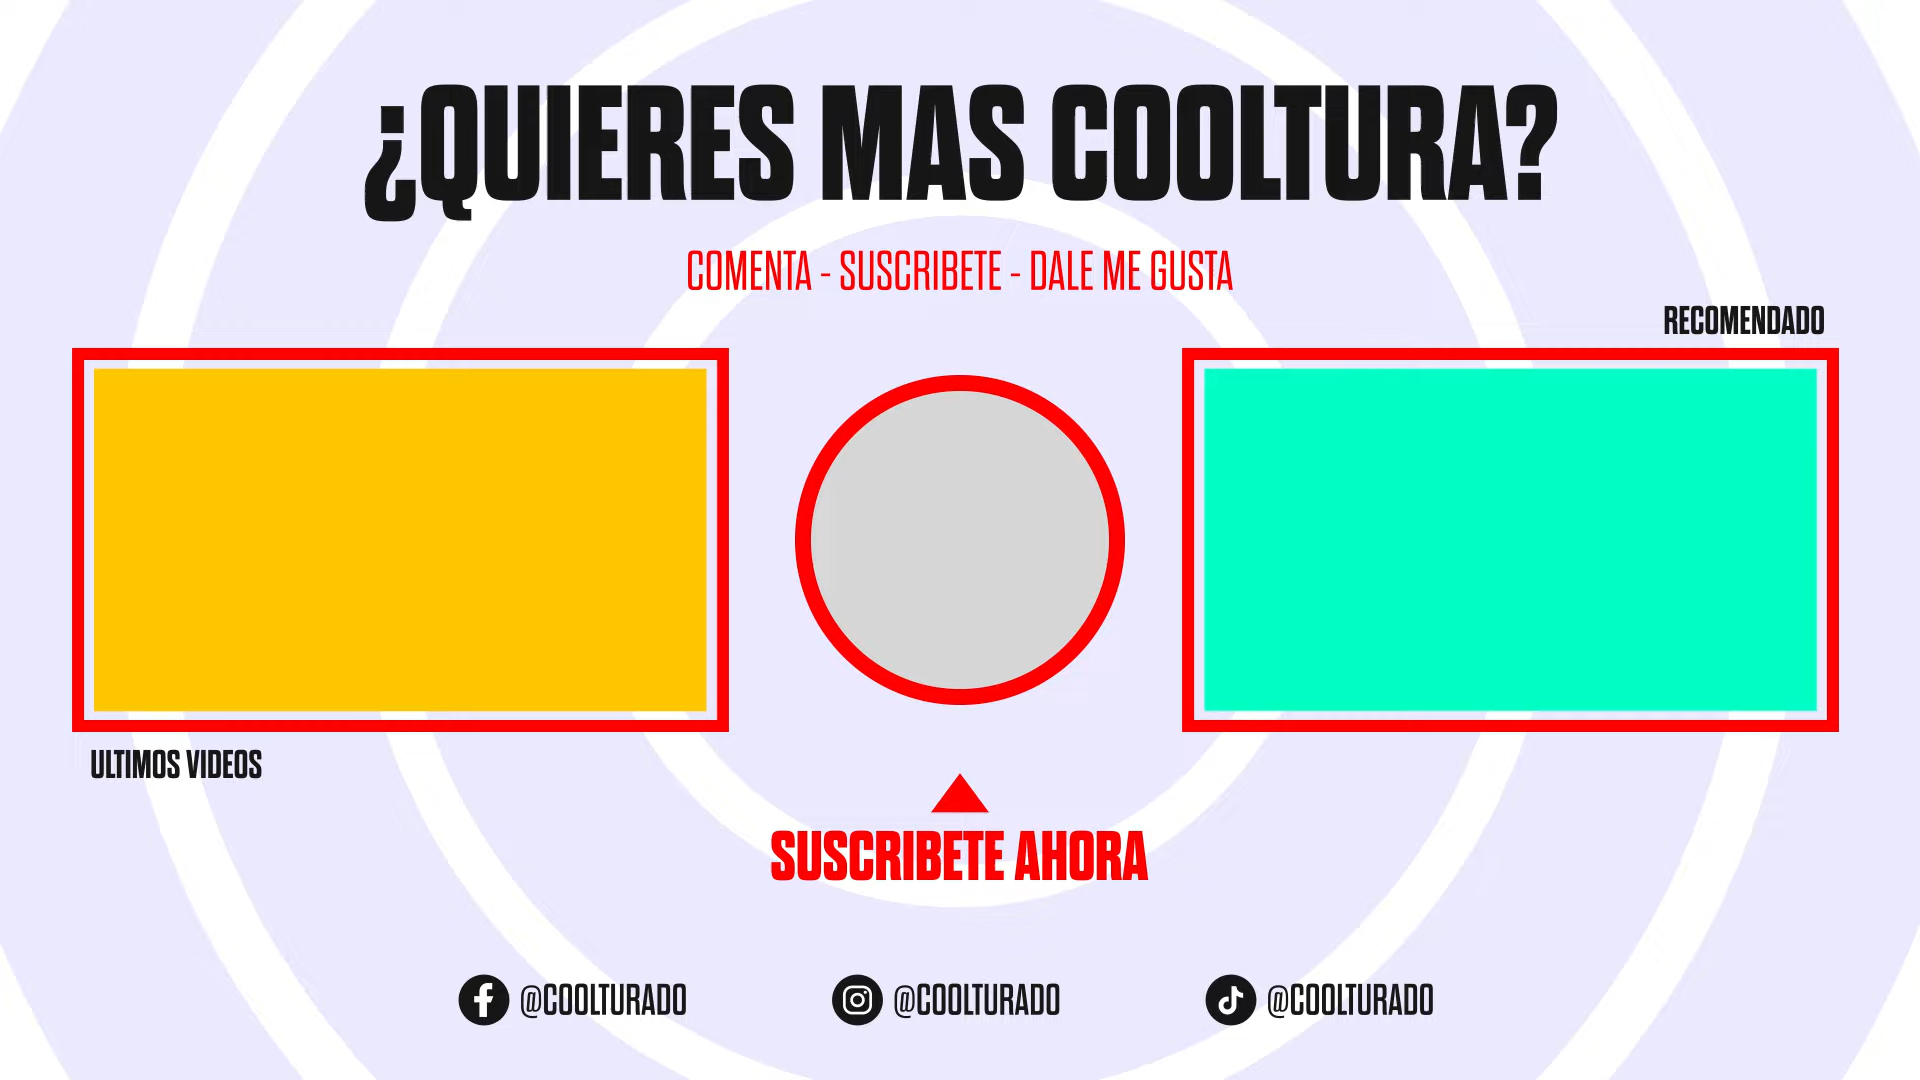 ¿QUIERES MAS COOLTURA?
COMENTA - SUSCRIBETE - DALE ME GUSTA
RECOMENDADO
ULTIMOS VIDEOS
SUSCRIBETE AHORA
@COOLTURADO
@COOLTURADO
@COOLTURADO